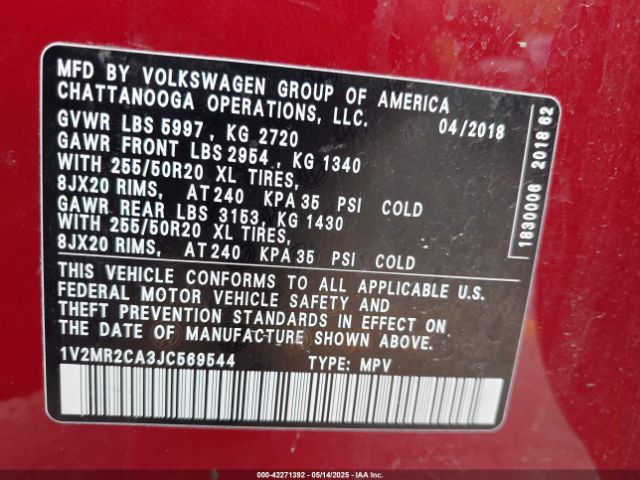 MFD BY VOLKSWAGEN GROUP OF AMERICA
CHATTANOOGA OPERATIONS, LLC.
04/2018
GVWR LBS 5997, KG 2720
GAWR FRONT LBS 2954, KG 1340
WITH 255/50R20 XL TIRES,
8JX20 RIMS, AT 240 KPA 35 PSI COLD
GAWR REAR LBS 3153, KG 1430
WITH 255/50R20 XL TIRES,
8JX20 RIMS, AT 240 KPA 35 PSI COLD
THIS VEHICLE CONFORMS TO ALL APPLICABLE U.S.
FEDERAL MOTOR VEHICLE SAFETY AND
THEFT PREVENTION STANDARDS IN EFFECT ON
THE DATE OF MANUFACTURE SHOWN ABOVE.
1V2MR2CA3JC569544 TYPE: MPV
1830006 2018 62
000-42271392 - 05/14/2025 - IAA Inc.